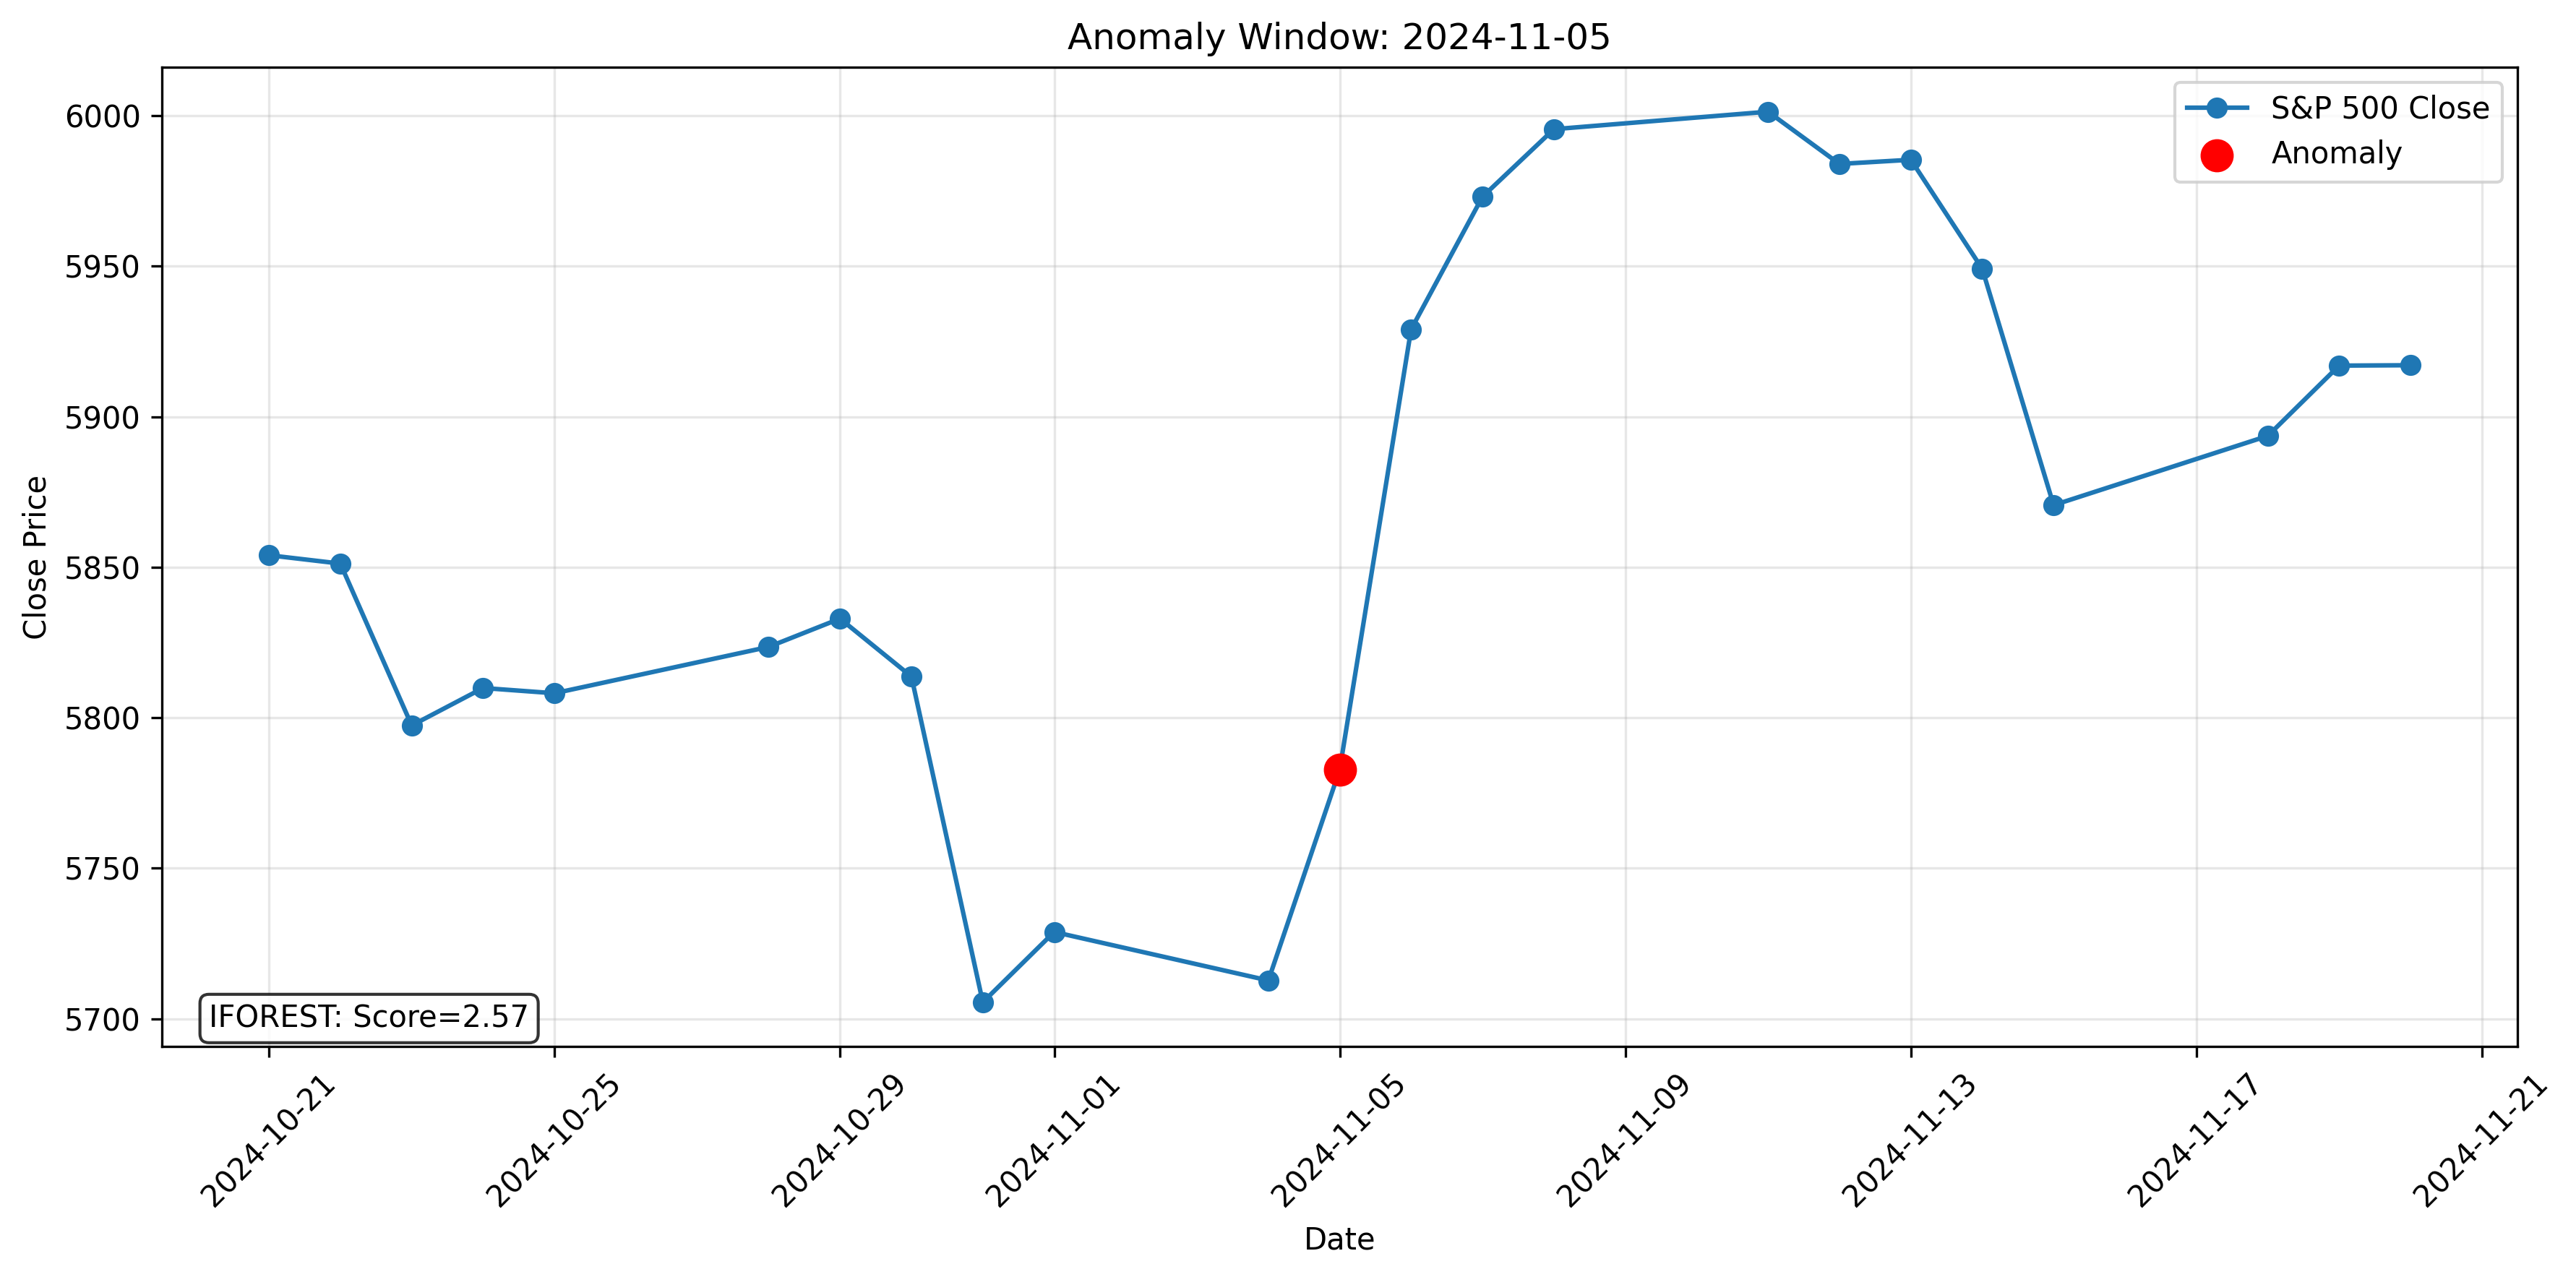 Anomaly Window: 2024-11-05
S&P 500 Close
Anomaly
6000
5950
5900
5850
5800
5750
5700
Close Price
IFOREST: Score=2.57
2024-10-21
2024-10-25
2024-10-29
2024-11-01
2024-11-05
2024-11-09
2024-11-13
2024-11-17
2024-11-21
Date